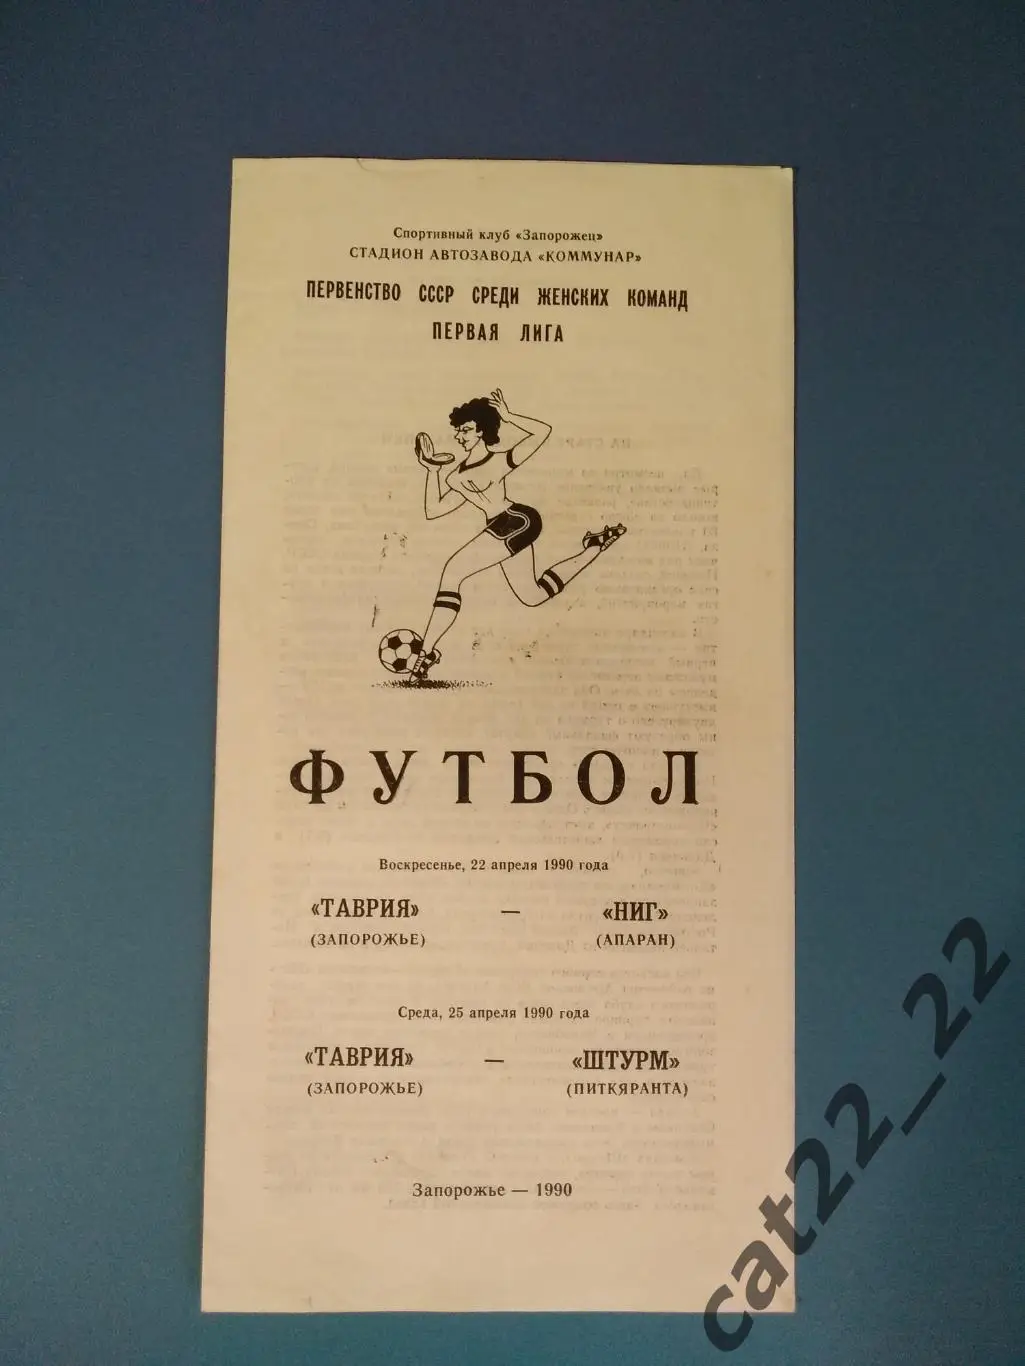 Спортивный клуб «Запорожец»
СТАДИОН АВТОЗАВОДА «КОММУНАР»
ПЕРВЕНСТВО СССР СРЕДИ ЖЕНСКИХ КОМАНД
ПЕРВАЯ ЛИГА
ФУТБОЛ
Воскресенье, 22 апреля 1990 года
«ТАВРИЯ» — «НИГ»
(ЗАПОРОЖЬЕ) (АПАРАН)
Среда, 25 апреля 1990 года
«ТАВРИЯ» — «ШТУРМ»
(ЗАПОРОЖЬЕ) (ПИТКЯРАНТА)
Запорожье — 1990
cat22_22